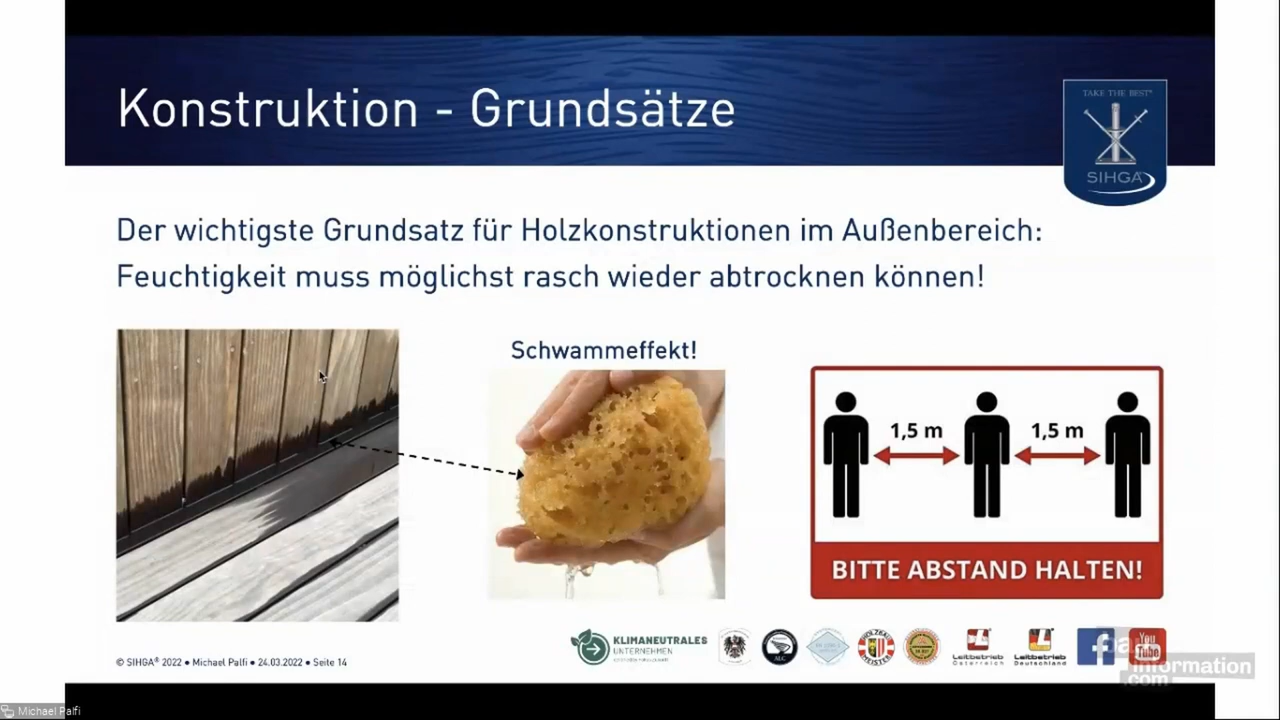 Konstruktion - Grundsätze
TAKE THE BEST®
SIHGA
Der wichtigste Grundsatz für Holzkonstruktionen im Außenbereich:
Feuchtigkeit muss möglichst rasch wieder abtrocknen können!
Schwammeffekt!
1,5 m 1,5 m
BITTE ABSTAND HALTEN!
KLIMANEUTRALES
UNTERNEHMEN
Leitbetrieb
Österreich
Leitbetrieb
Deutschland
You
Tube
information
.com
© SIHGA® 2022 ● Michael Palfi ● 24.03.2022 ● Seite 14
Michael Palfi